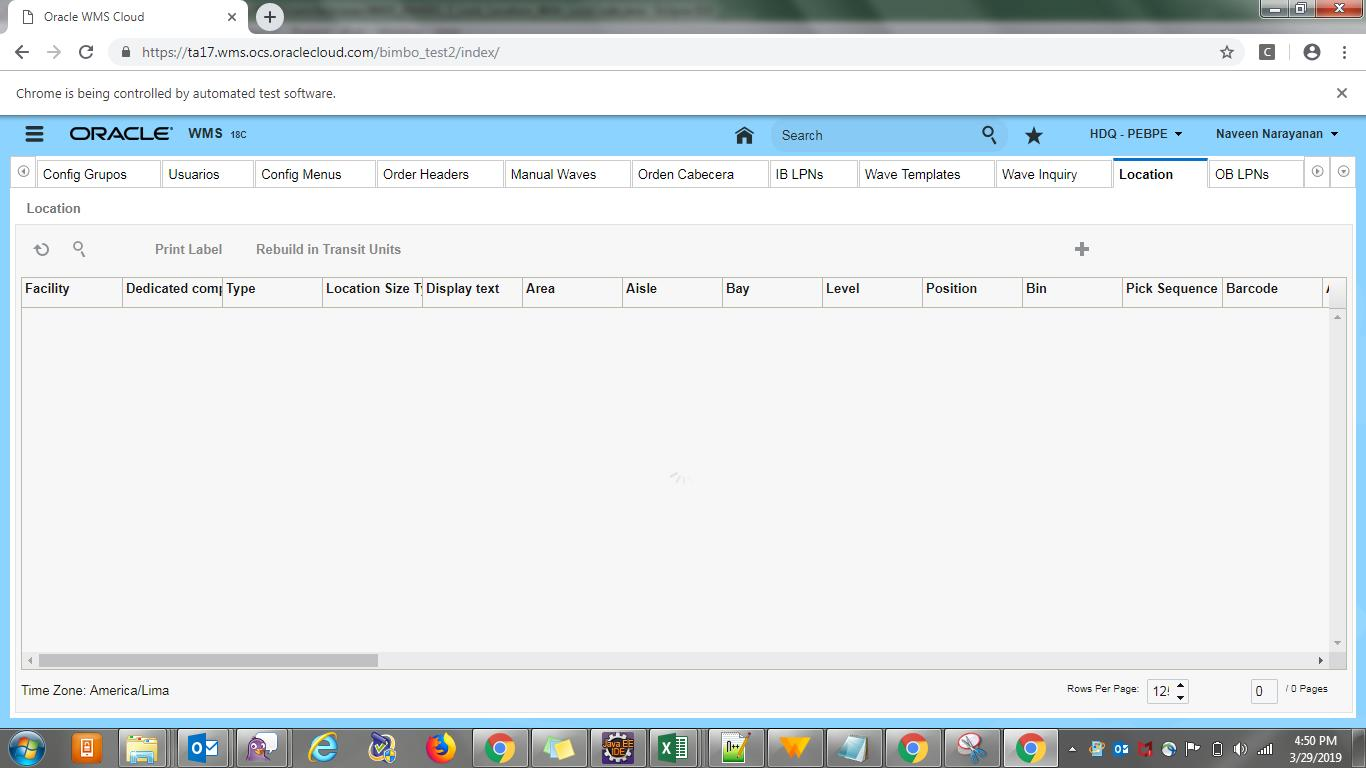 Oracle WMS Cloud
https://ta17.wms.ocs.oraclecloud.com/bimbo_test2/index/
C
Chrome is being controlled by automated test software.
ORACLE WMS 18C
Search
HDQ - PEBPE
Naveen Narayanan
Config Grupos
Usuarios
Config Menus
Order Headers
Manual Waves
Orden Cabecera
IB LPNs
Wave Templates
Wave Inquiry
Location
OB LPNs
Location
Print Label
Rebuild in Transit Units
Facility
Dedicated comp
Type
Location Size Ty
Display text
Area
Aisle
Bay
Level
Position
Bin
Pick Sequence
Barcode
Time Zone: America/Lima
Rows Per Page:
0
/ 0 Pages
Java EE
IDE
4:50 PM
3/29/2019